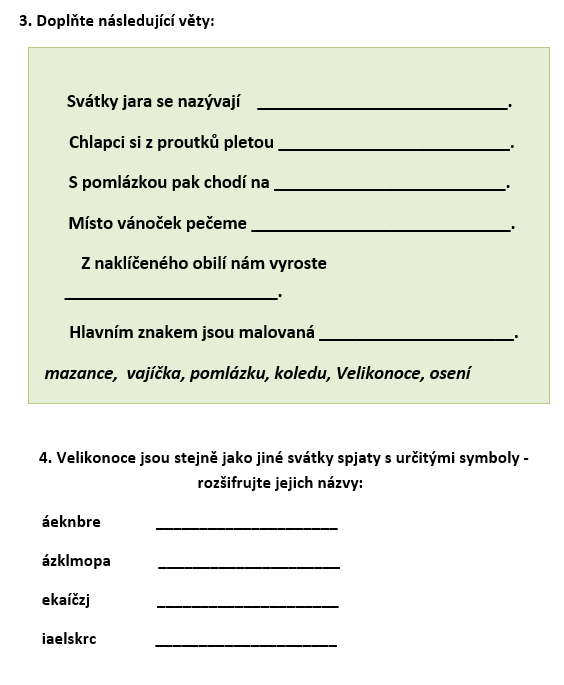 3. Doplňte následující věty:
Svátky jara se nazývají ____________________________.
Chlapci si z proutků pletou __________________________.
S pomlázkou pak chodí na __________________________.
Místo vánoček pečeme _____________________________.
Z naklíčeného obilí nám vyroste
________________________.
Hlavním znakem jsou malovaná ______________________.
mazance, vajíčka, pomlázku, koledu, Velikonoce, osení
4. Velikonoce jsou stejně jako jiné svátky spjaty s určitými symboly -
rozšifrujte jejich názvy:
áeknbre _____________________
ázklmopa _____________________
ekaíčzj _____________________
iaelskrc _____________________